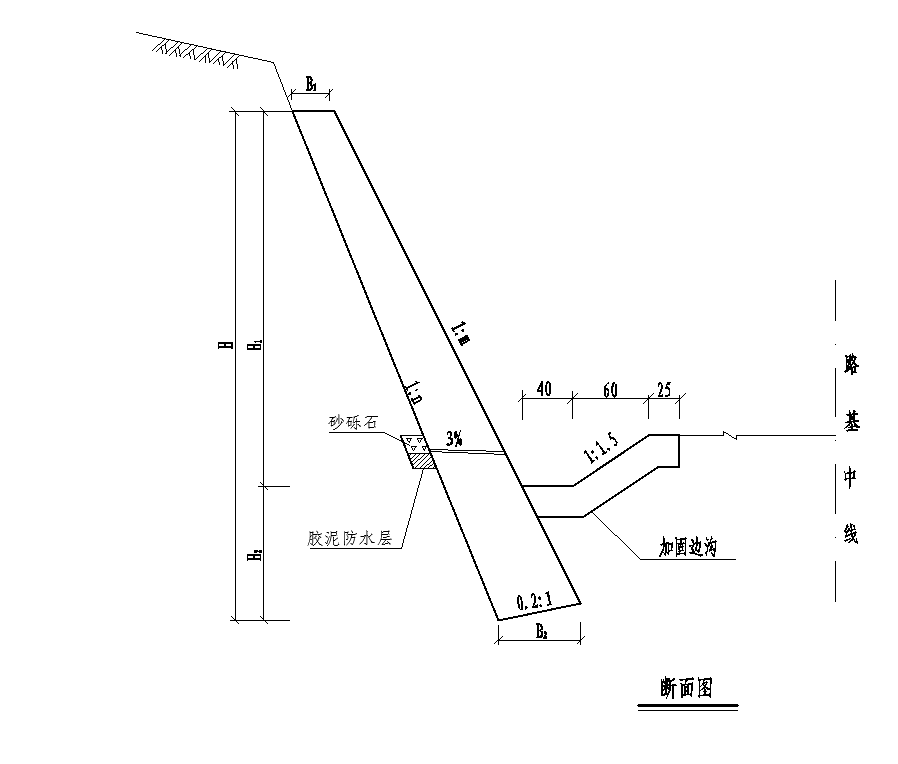 B₁
H
H₁
1:m
1:n
40 60 25
砂砾石
3%
1:1.5
胶泥防水层
加固边沟
路基中线
H₂
0.2:1
B₂
断面图